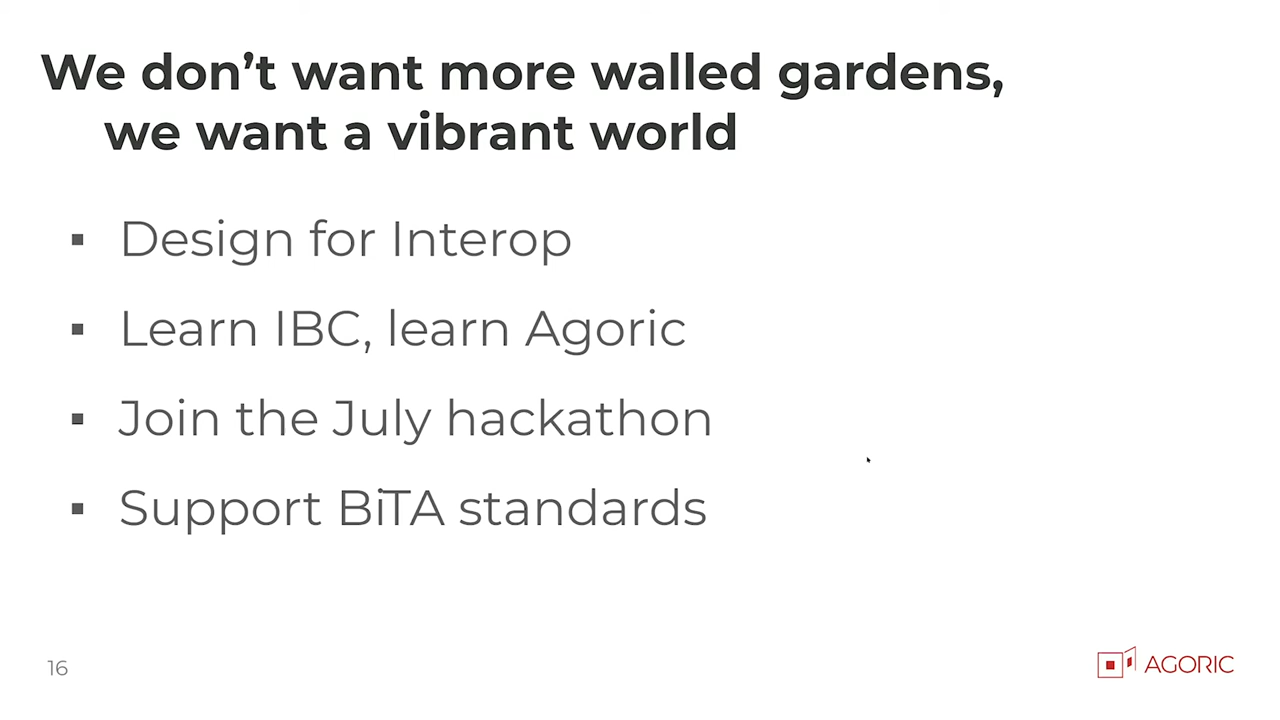 We don’t want more walled gardens,
we want a vibrant world
▪ Design for Interop
▪ Learn IBC, learn Agoric
▪ Join the July hackathon
▪ Support BiTA standards
16
AGORIC